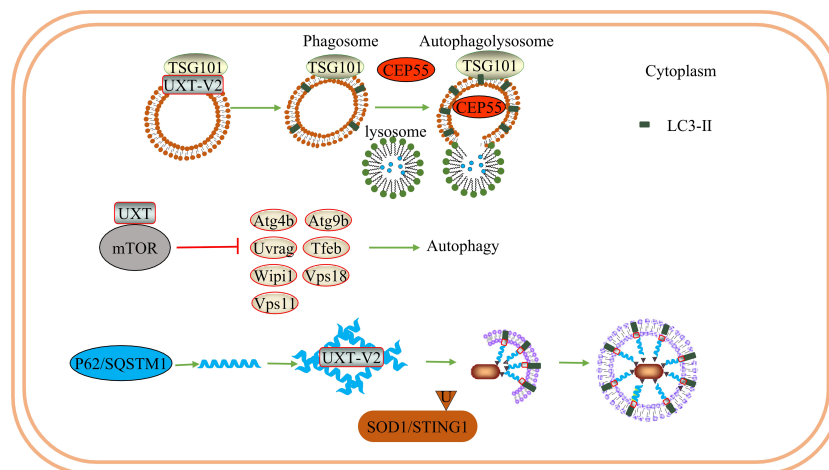 Phagosome
Autophagolysosome
TSG101
UXT-V2
TSG101
CEP55
TSG101
CEP55
lysosome
Cytoplasm
LC3-II
UXT
mTOR
Atg4b
Atg9b
Uvrag
Tfeb
Wipi1
Vps18
Vps11
Autophagy
P62/SQSTM1
UXT-V2
U
SOD1/STING1